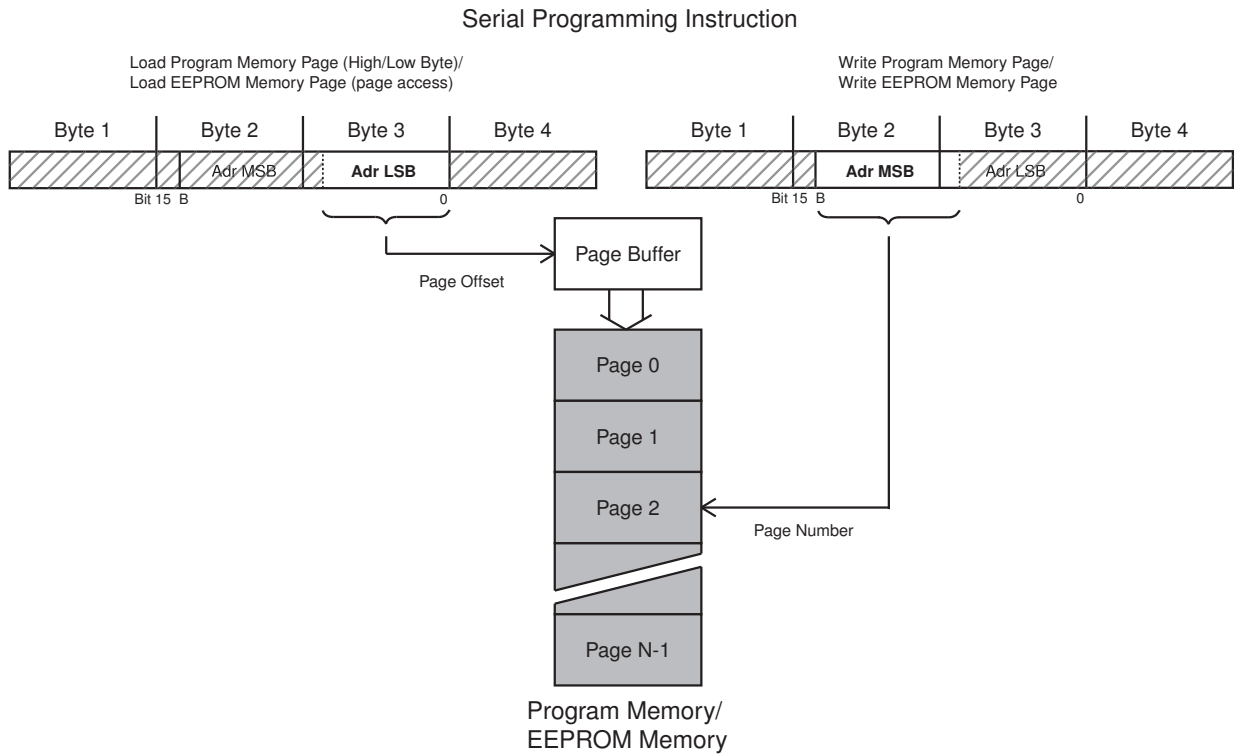 Serial Programming Instruction
Load Program Memory Page (High/Low Byte)/
Load EEPROM Memory Page (page access)
Write Program Memory Page/
Write EEPROM Memory Page
Byte 1 Byte 2 Byte 3 Byte 4
Byte 1 Byte 2 Byte 3 Byte 4
Adr MSB Adr LSB
Adr MSB Adr LSB
Bit 15 B 0
Bit 15 B 0
Page Buffer
Page Offset
Page 0
Page 1
Page 2
Page Number
Page N-1
Program Memory/
EEPROM Memory